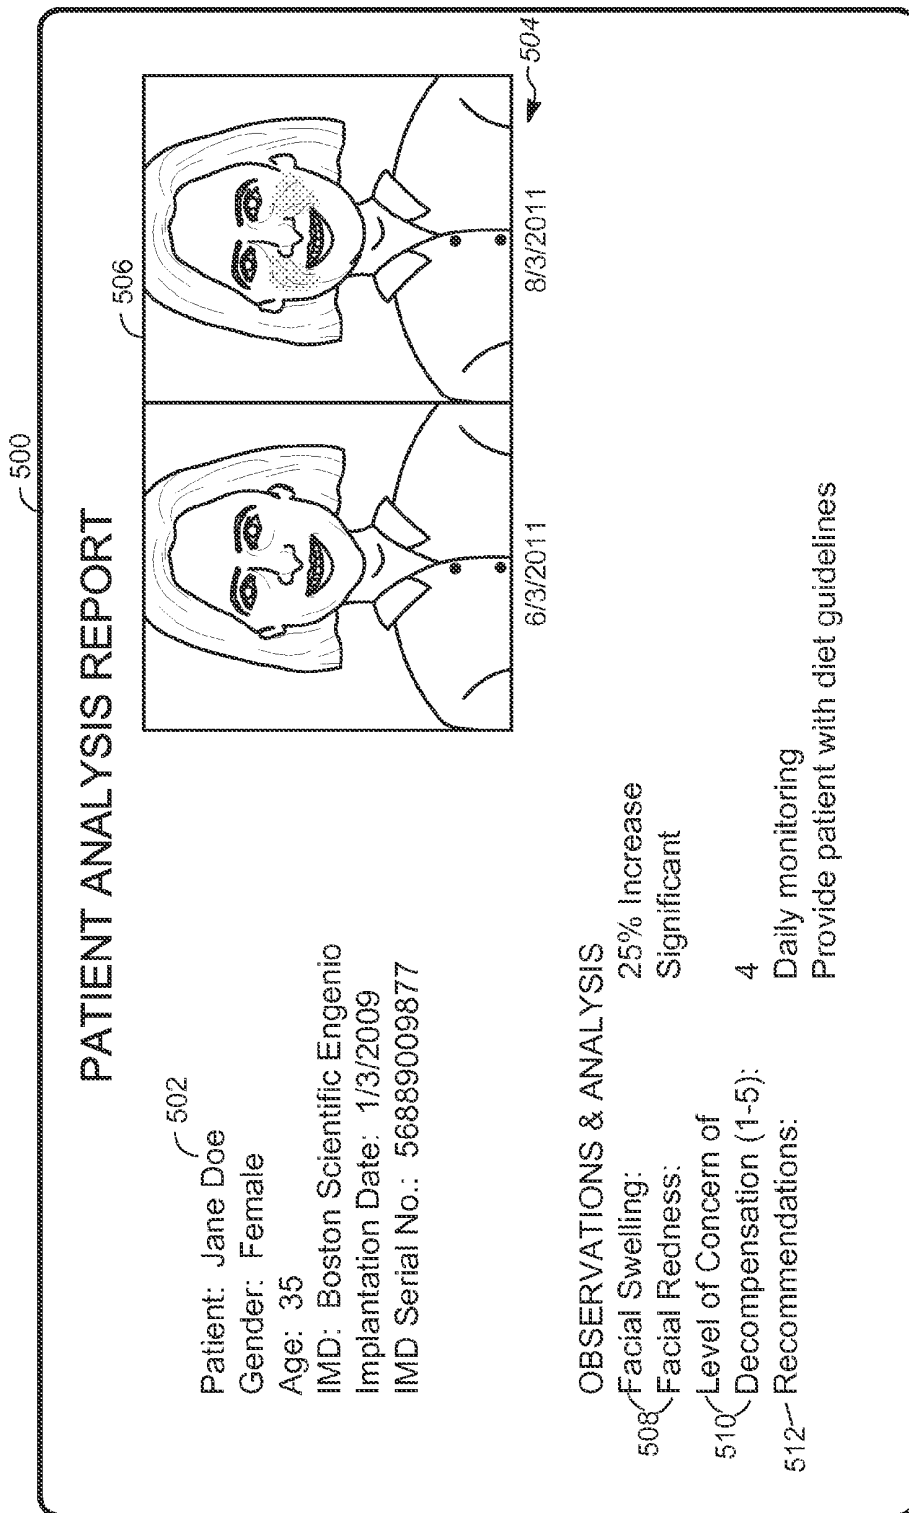 500
PATIENT ANALYSIS REPORT
502
Patient: Jane Doe
Gender: Female
Age: 35
IMD: Boston Scientific Engenio
Implantation Date: 1/3/2009
IMD Serial No.: 56889009877
506
6/3/2011 8/3/2011
504
OBSERVATIONS & ANALYSIS
508 Facial Swelling: 25% Increase
Facial Redness: Significant
510 Level of Concern of
Decompensation (1-5): 4
512 Recommendations: Daily monitoring
Provide patient with diet guidelines